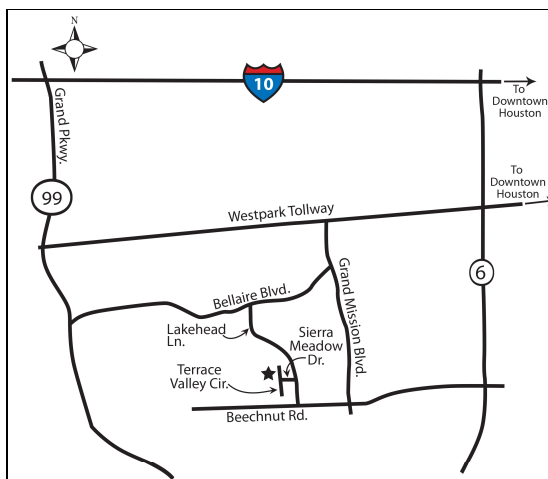 N
10
To
Downtown
Houston
Grand Pkwy.
99
To
Downtown
Houston
Westpark Tollway
6
Bellaire Blvd.
Grand Mission Blvd.
Lakehead
Ln.
Sierra
Meadow
Dr.
Terrace
Valley Cir.
Beechnut Rd.